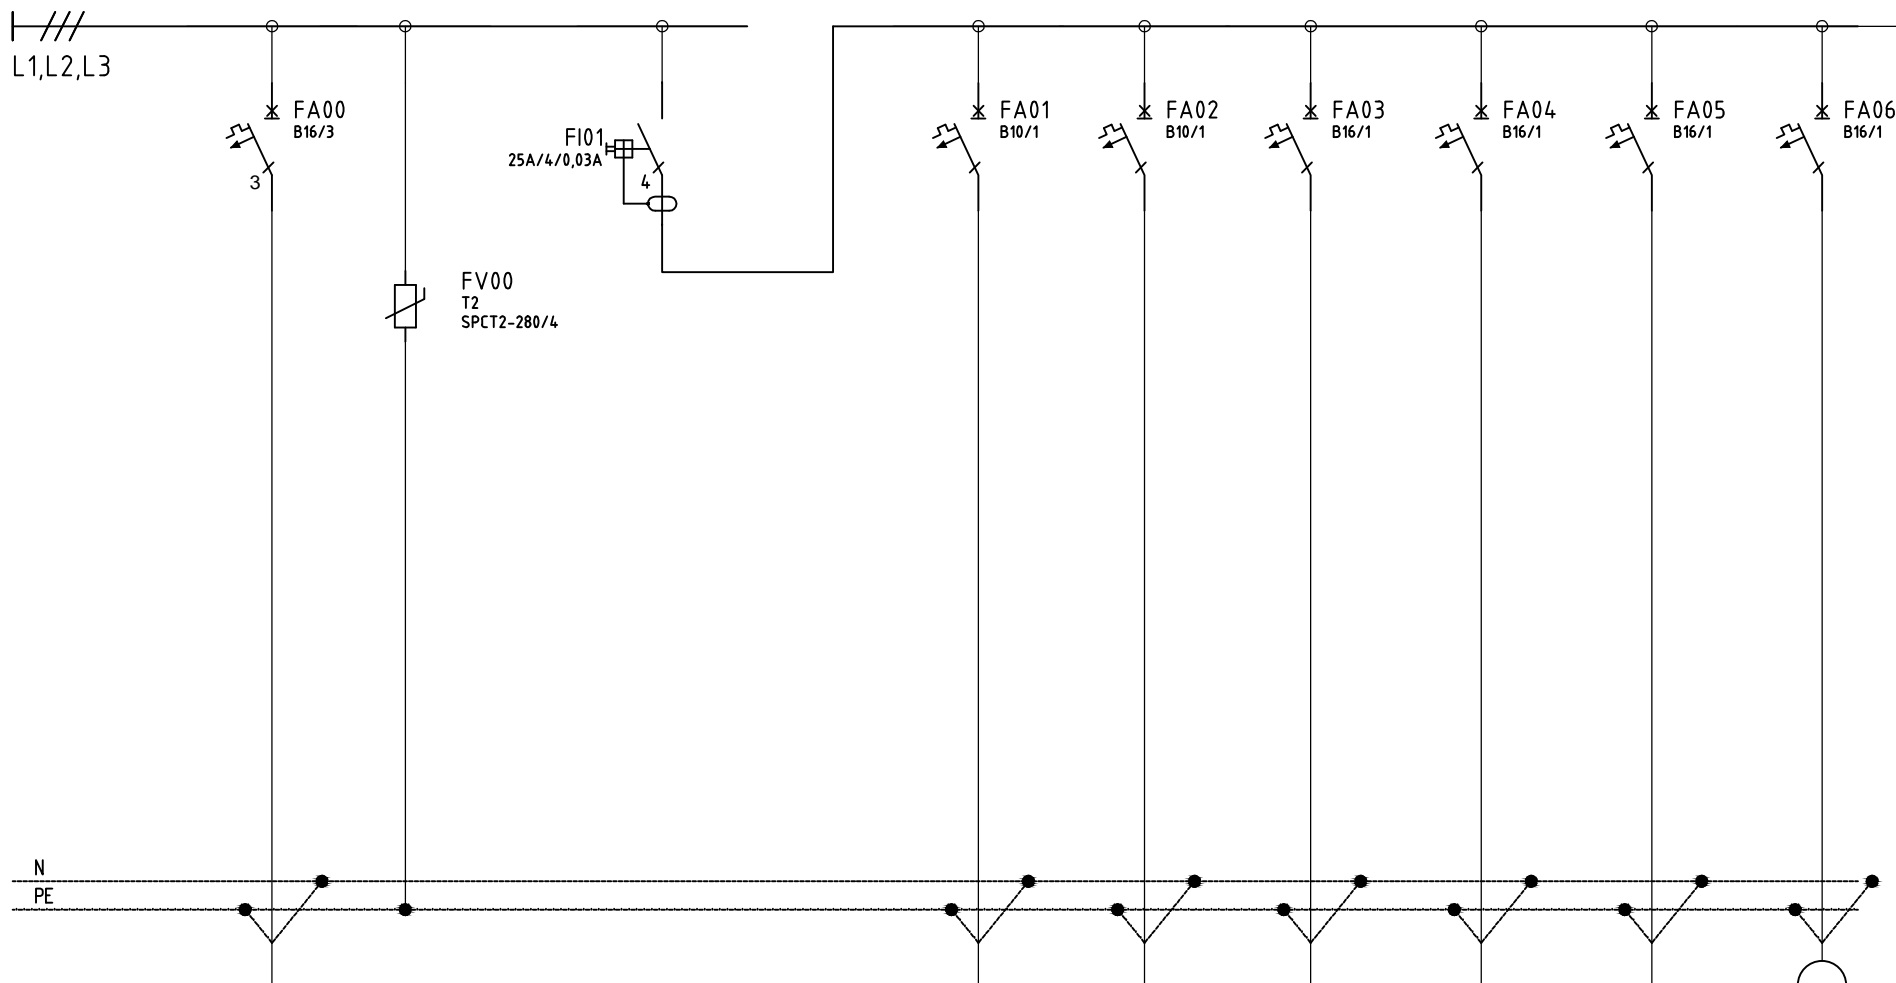 L1,L2,L3
FA00
B16/3
3
FV00
T2
SPCT2-280/4
FI01
25A/4/0,03A
4
FA01
B10/1
FA02
B10/1
FA03
B16/1
FA04
B16/1
FA05
B16/1
FA06
B16/1
N
PE